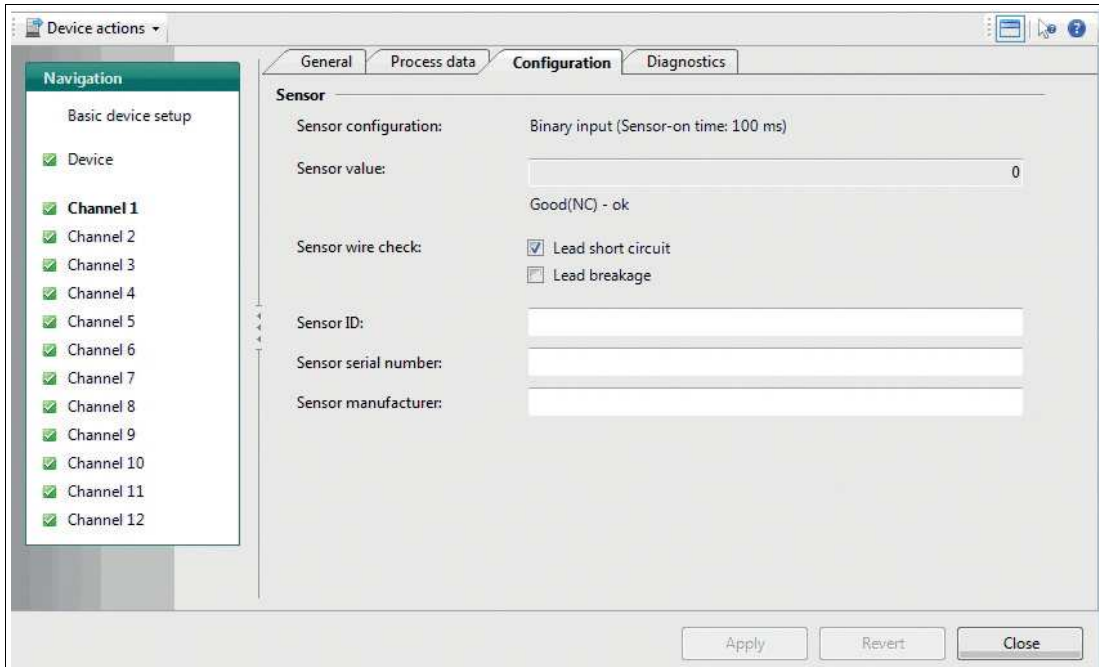 Device actions
Navigation
Basic device setup
Device
Channel 1
Channel 2
Channel 3
Channel 4
Channel 5
Channel 6
Channel 7
Channel 8
Channel 9
Channel 10
Channel 11
Channel 12
General Process data Configuration Diagnostics
Sensor
Sensor configuration: Binary input (Sensor-on time: 100 ms)
Sensor value: 0
Good(NC) - ok
Sensor wire check: Lead short circuit
Lead breakage
Sensor ID:
Sensor serial number:
Sensor manufacturer:
Apply Revert Close